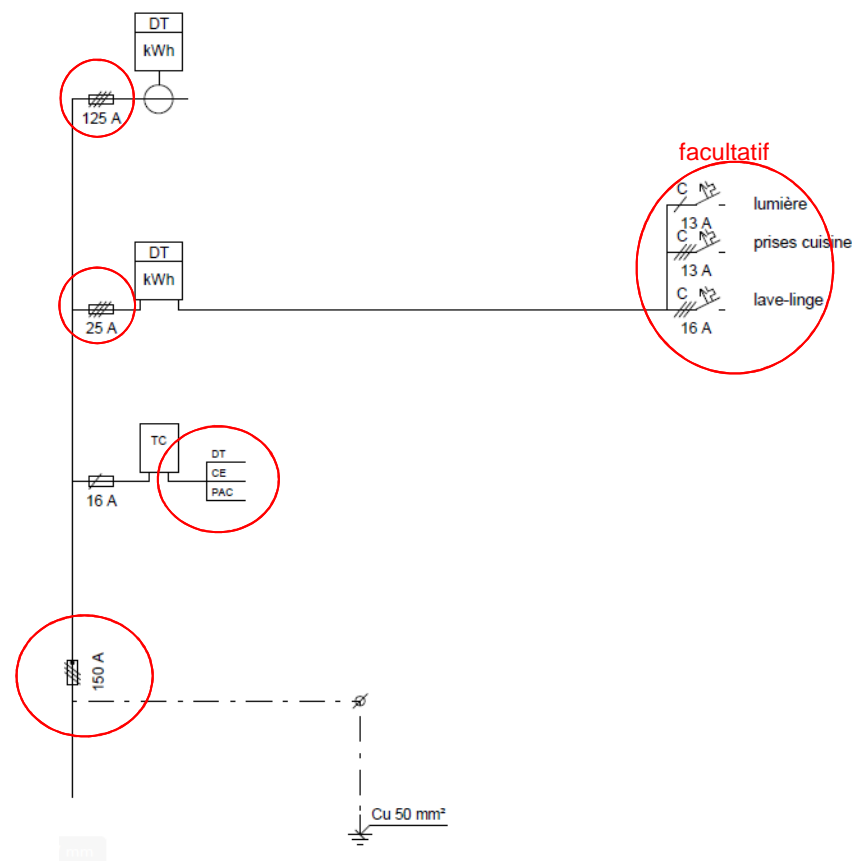 DT
kWh
125 A
facultatif
C
lumière
13 A
C
prises cuisine
13 A
DT
kWh
25 A
C
lave-linge
16 A
TC
DT
CE
PAC
16 A
150 A
Cu 50 mm²
mm